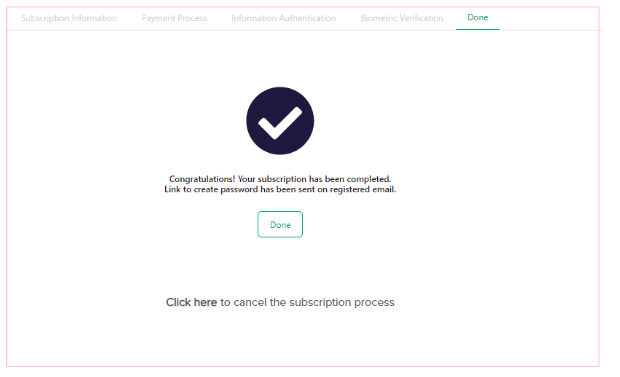 Subscription Information Payment Process Information Authentication Biometric Verification Done
Congratulations! Your subscription has been completed.
Link to create password has been sent on registered email.
Done
Click here to cancel the subscription process